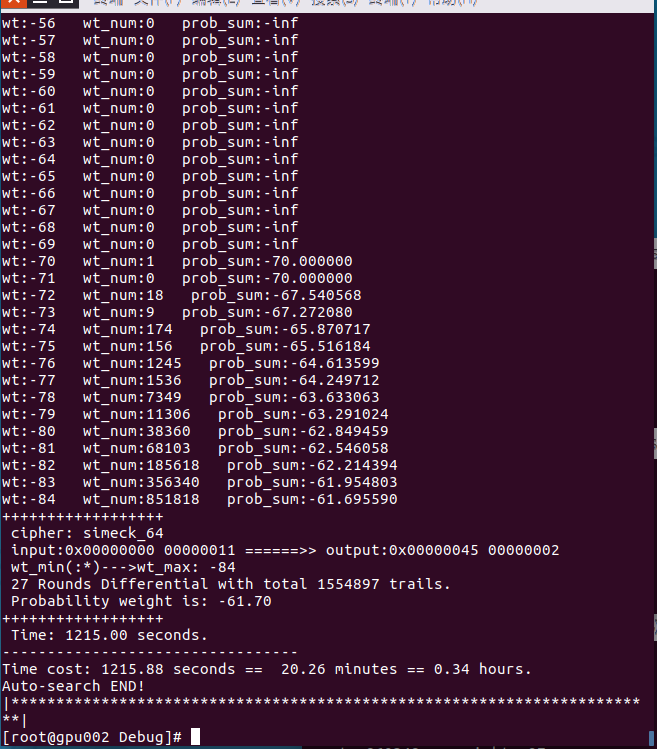 wt:-56   wt_num:0   prob_sum:-inf
wt:-57   wt_num:0   prob_sum:-inf
wt:-58   wt_num:0   prob_sum:-inf
wt:-59   wt_num:0   prob_sum:-inf
wt:-60   wt_num:0   prob_sum:-inf
wt:-61   wt_num:0   prob_sum:-inf
wt:-62   wt_num:0   prob_sum:-inf
wt:-63   wt_num:0   prob_sum:-inf
wt:-64   wt_num:0   prob_sum:-inf
wt:-65   wt_num:0   prob_sum:-inf
wt:-66   wt_num:0   prob_sum:-inf
wt:-67   wt_num:0   prob_sum:-inf
wt:-68   wt_num:0   prob_sum:-inf
wt:-69   wt_num:0   prob_sum:-inf
wt:-70   wt_num:1   prob_sum:-70.000000
wt:-71   wt_num:0   prob_sum:-70.000000
wt:-72   wt_num:18   prob_sum:-67.540568
wt:-73   wt_num:9   prob_sum:-67.272080
wt:-74   wt_num:174   prob_sum:-65.870717
wt:-75   wt_num:156   prob_sum:-65.516184
wt:-76   wt_num:1245   prob_sum:-64.613599
wt:-77   wt_num:1536   prob_sum:-64.249712
wt:-78   wt_num:7349   prob_sum:-63.633063
wt:-79   wt_num:11306   prob_sum:-63.291024
wt:-80   wt_num:38360   prob_sum:-62.849459
wt:-81   wt_num:68103   prob_sum:-62.546058
wt:-82   wt_num:185618   prob_sum:-62.214394
wt:-83   wt_num:356340   prob_sum:-61.954803
wt:-84   wt_num:851818   prob_sum:-61.695590
++++++++++++++++++
cipher: simeck_64
input:0x00000000 00000011 ======>> output:0x00000045 00000002
wt_min(:*)--->wt_max: -84
27 Rounds Differential with total 1554897 trails.
Probability weight is: -61.70
++++++++++++++++++
Time: 1215.00 seconds.
---------------------------------
Time cost: 1215.88 seconds ==  20.26 minutes == 0.34 hours.
Auto-search END!
|**********************************************************************
**|
[root@gpu002 Debug]#